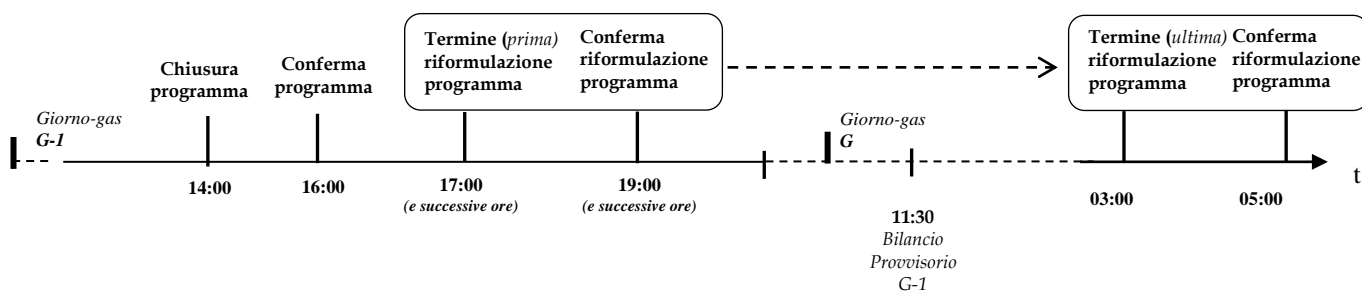 Giorno-gas
G-1
Chiusura
programma
14:00
Conferma
programma
16:00
Termine (prima)
riformulazione
programma
17:00
(e successive ore)
Conferma
riformulazione
programma
19:00
(e successive ore)
Giorno-gas
G
11:30
Bilancio
Provvisorio
G-1
Termine (ultima)
riformulazione
programma
03:00
Conferma
riformulazione
programma
05:00
t